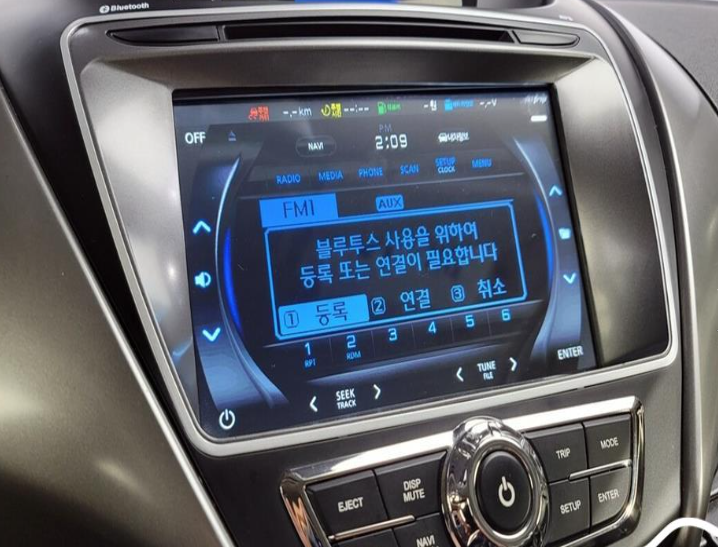 Bluetooth
-.-km --:-- -.-V
OFF NAVI PM 2:09
RADIO MEDIA PHONE SCAN SETUP CLOCK MENU
FM1 AUX
블루투스 사용을 위하여
등록 또는 연결이 필요합니다
1 등록 2 연결 3 취소
1 RPT 2 RDM 3 4 5 6
SEEK TRACK TUNE FILE ENTER
TRIP MODE
EJECT DISP MUTE
SETUP ENTER
NAVI